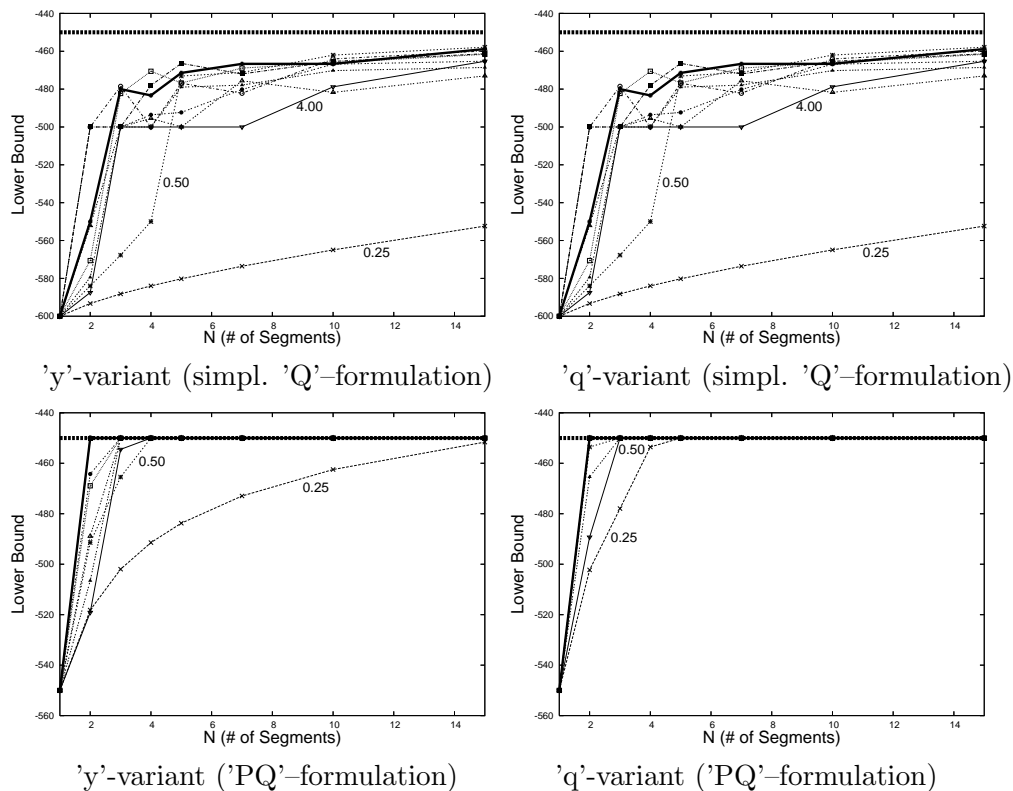 -440
-460
-480
-500
-520
-540
-560
-580
-600
Lower Bound
4.00
0.50
0.25
2 4 6 8 10 12 14
N (# of Segments)
'y'-variant (simpl. 'Q'–formulation)
-440
-460
-480
-500
-520
-540
-560
-580
-600
Lower Bound
4.00
0.50
0.25
2 4 6 8 10 12 14
N (# of Segments)
'q'-variant (simpl. 'Q'–formulation)
-440
-460
-480
-500
-520
-540
-560
Lower Bound
0.50
0.25
2 4 6 8 10 12 14
N (# of Segments)
'y'-variant ('PQ'–formulation)
-440
-460
-480
-500
-520
-540
-560
Lower Bound
0.50
0.25
2 4 6 8 10 12 14
N (# of Segments)
'q'-variant ('PQ'–formulation)